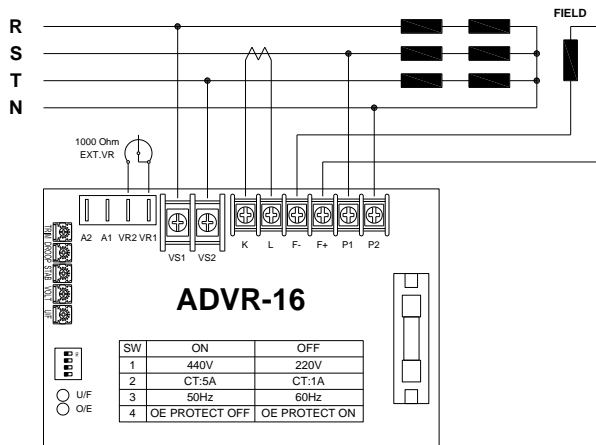 FIELD
R
S
T
N
1000 Ohm
EXT.VR
A2 A1 VR2 VR1
VS1 VS2
K L F- F+ P1 P2
TRIM DROOP STAB VOLT U/F
ADVR-16
SW ON OFF
1 440V 220V
2 CT:5A CT:1A
3 50Hz 60Hz
4 OE PROTECT OFF OE PROTECT ON
U/F
O/E